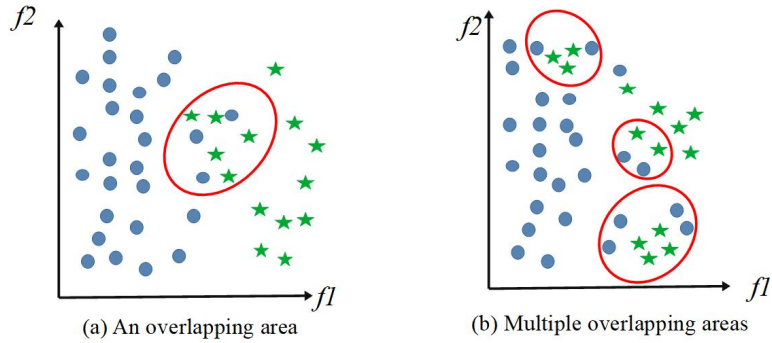 f2
f1
(a) An overlapping area
f2
f1
(b) Multiple overlapping areas